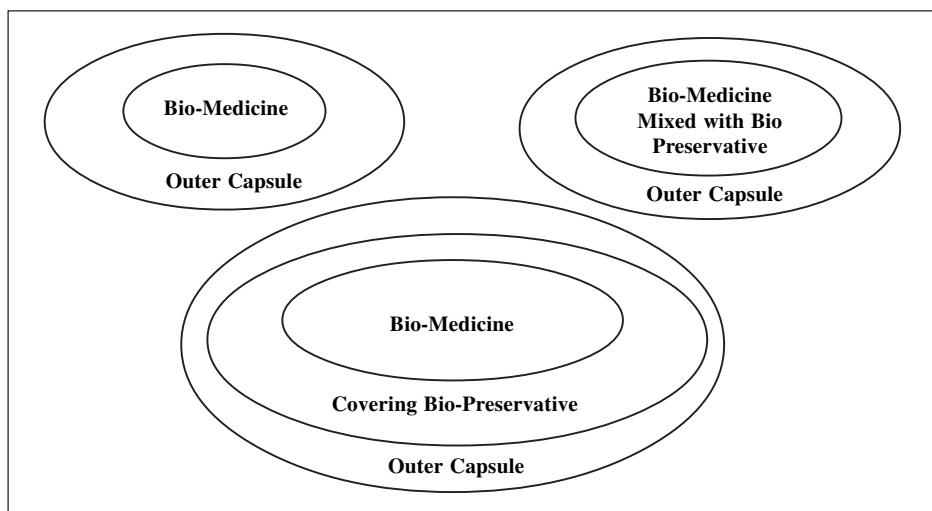 Bio-Medicine
Outer Capsule
Bio-Medicine
Mixed with Bio
Preservative
Outer Capsule
Bio-Medicine
Covering Bio-Preservative
Outer Capsule